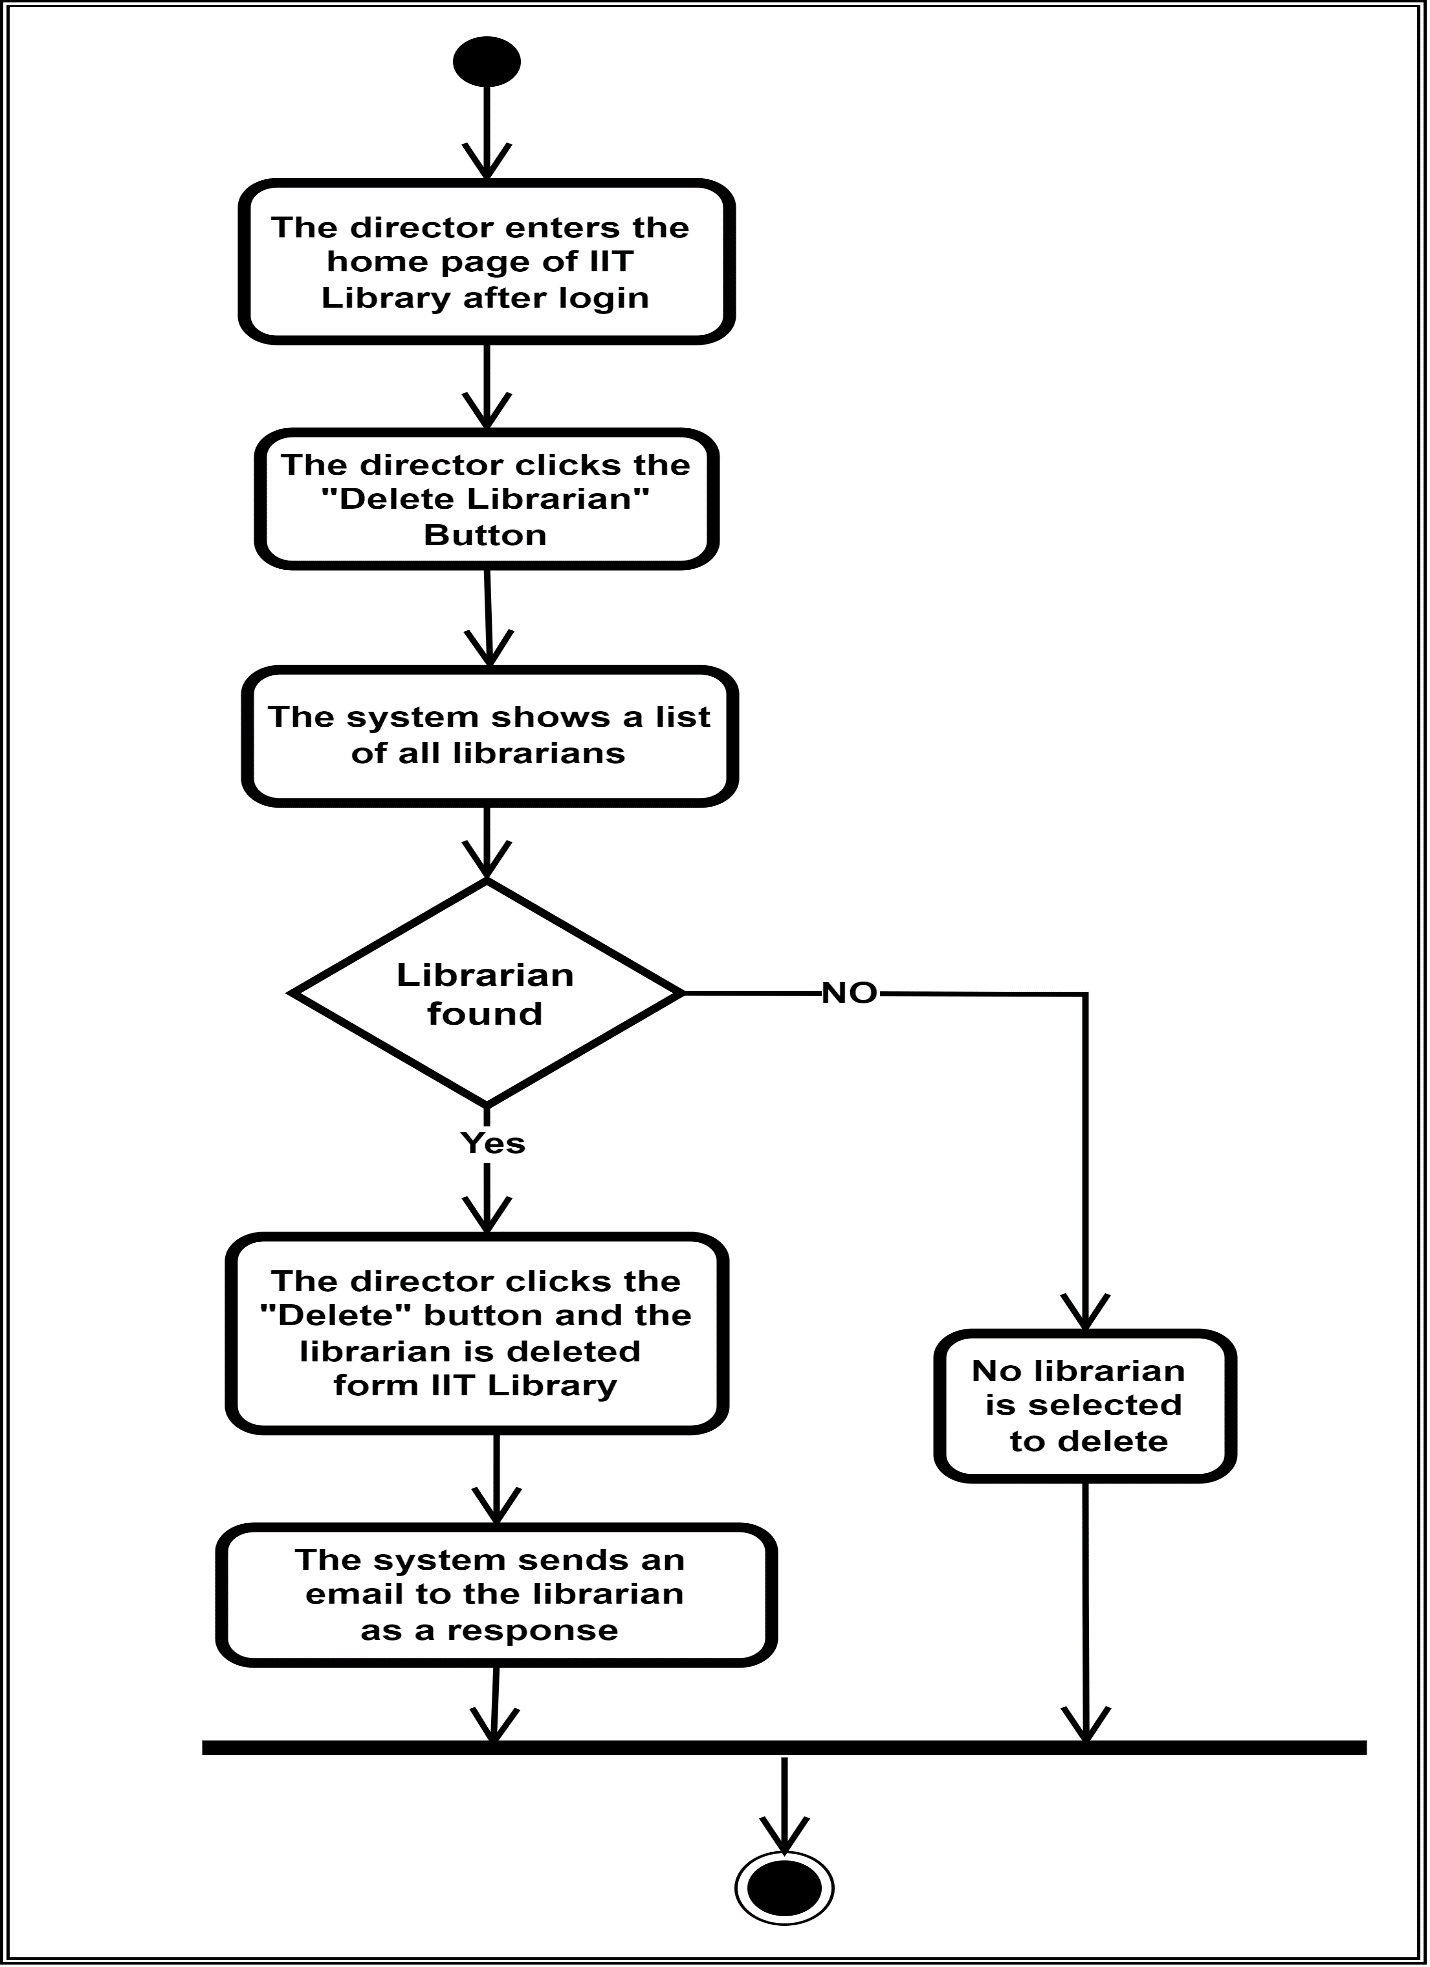 The director enters the
home page of IIT
Library after login
The director clicks the
"Delete Librarian"
Button
The system shows a list
of all librarians
Librarian
found
NO
Yes
The director clicks the
"Delete" button and the
librarian is deleted
form IIT Library
No librarian
is selected
to delete
The system sends an
email to the librarian
as a response